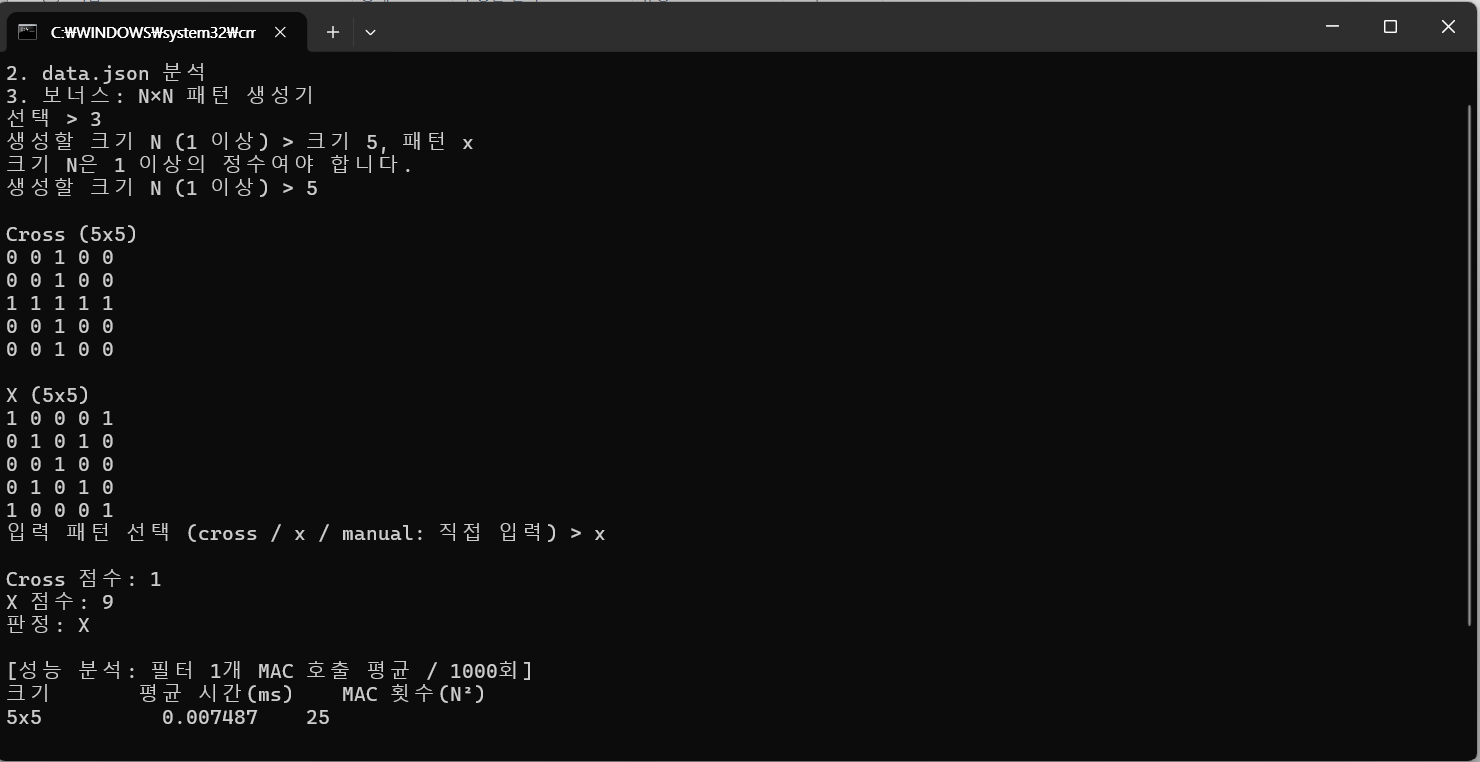 C:₩WINDOWS₩system32₩cm
2. data.json 분석
3. 보너스: N×N 패턴 생성기
선택 > 3
생성할 크기 N (1 이상) > 크기 5, 패턴 x
크기 N은 1 이상의 정수여야 합니다.
생성할 크기 N (1 이상) > 5
Cross (5x5)
0 0 1 0 0
0 0 1 0 0
1 1 1 1 1
0 0 1 0 0
0 0 1 0 0
X (5x5)
1 0 0 0 1
0 1 0 1 0
0 0 1 0 0
0 1 0 1 0
1 0 0 0 1
입력 패턴 선택 (cross / x / manual: 직접 입력) > x
Cross 점수: 1
X 점수: 9
판정: X
[성능 분석: 필터 1개 MAC 호출 평균 / 1000회]
크기 평균 시간(ms) MAC 횟수(N²)
5x5 0.007487 25